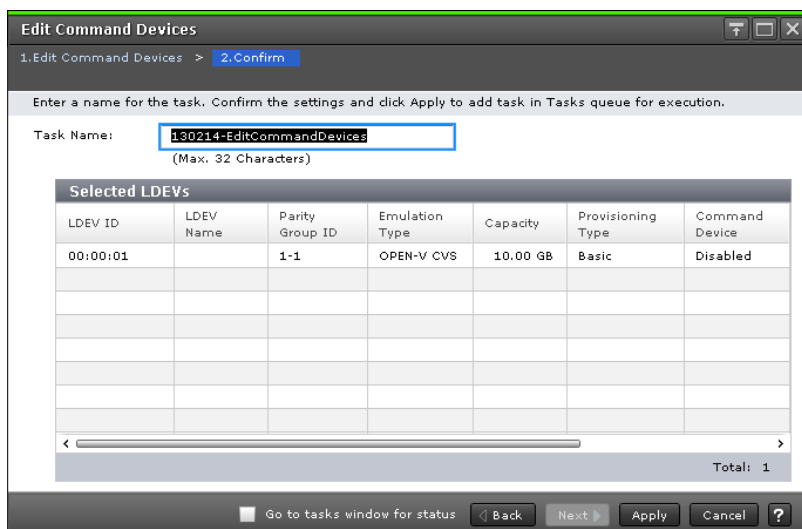 Edit Command Devices
1.Edit Command Devices > 2.Confirm
Enter a name for the task. Confirm the settings and click Apply to add task in Tasks queue for execution.
Task Name: 130214-EditCommandDevices
(Max. 32 Characters)
Selected LDEVs
LDEV ID LDEV Name Parity Group ID Emulation Type Capacity Provisioning Type Command Device
00:00:01 1-1 OPEN-V CVS 10.00 GB Basic Disabled
Total: 1
Go to tasks window for status Back Next Apply Cancel ?